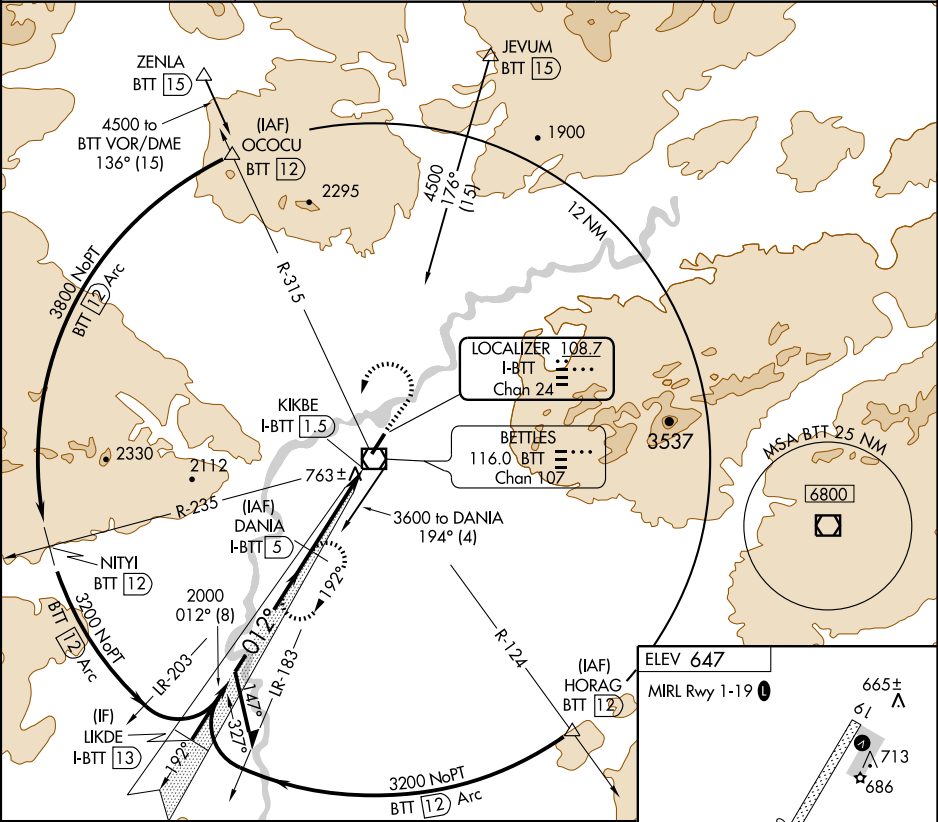 ZENLA
BTT 15
JEVUM
BTT 15
4500 to
BTT VOR/DME
136° (15)
(IAF)
OCOCU
BTT 12
1900
2295
4500
176°
(15)
12 NM
3800 NoPT
BTT 12 Arc
R-315
LOCALIZER 108.7
I-BTT
Chan 24
KIKBE
I-BTT 1.5
BETTLES
116.0 BTT
Chan 107
3537
MSA BTT 25 NM
6800
2330
2112
763±
R-235
(IAF)
DANIA
I-BTT 5
3600 to DANIA
194° (4)
NITYI
BTT 12
192°
2000
012° (8)
012°
3200 NoPT
BTT 12 Arc
R-124
LR-203
LR-183
(IAF)
HORAG
BTT 12
(IF)
LIKDE
I-BTT 13
147°
327°
192°
3200 NoPT
BTT 12 Arc
ELEV 647
MIRL Rwy 1-19 L
665±
19
713
686